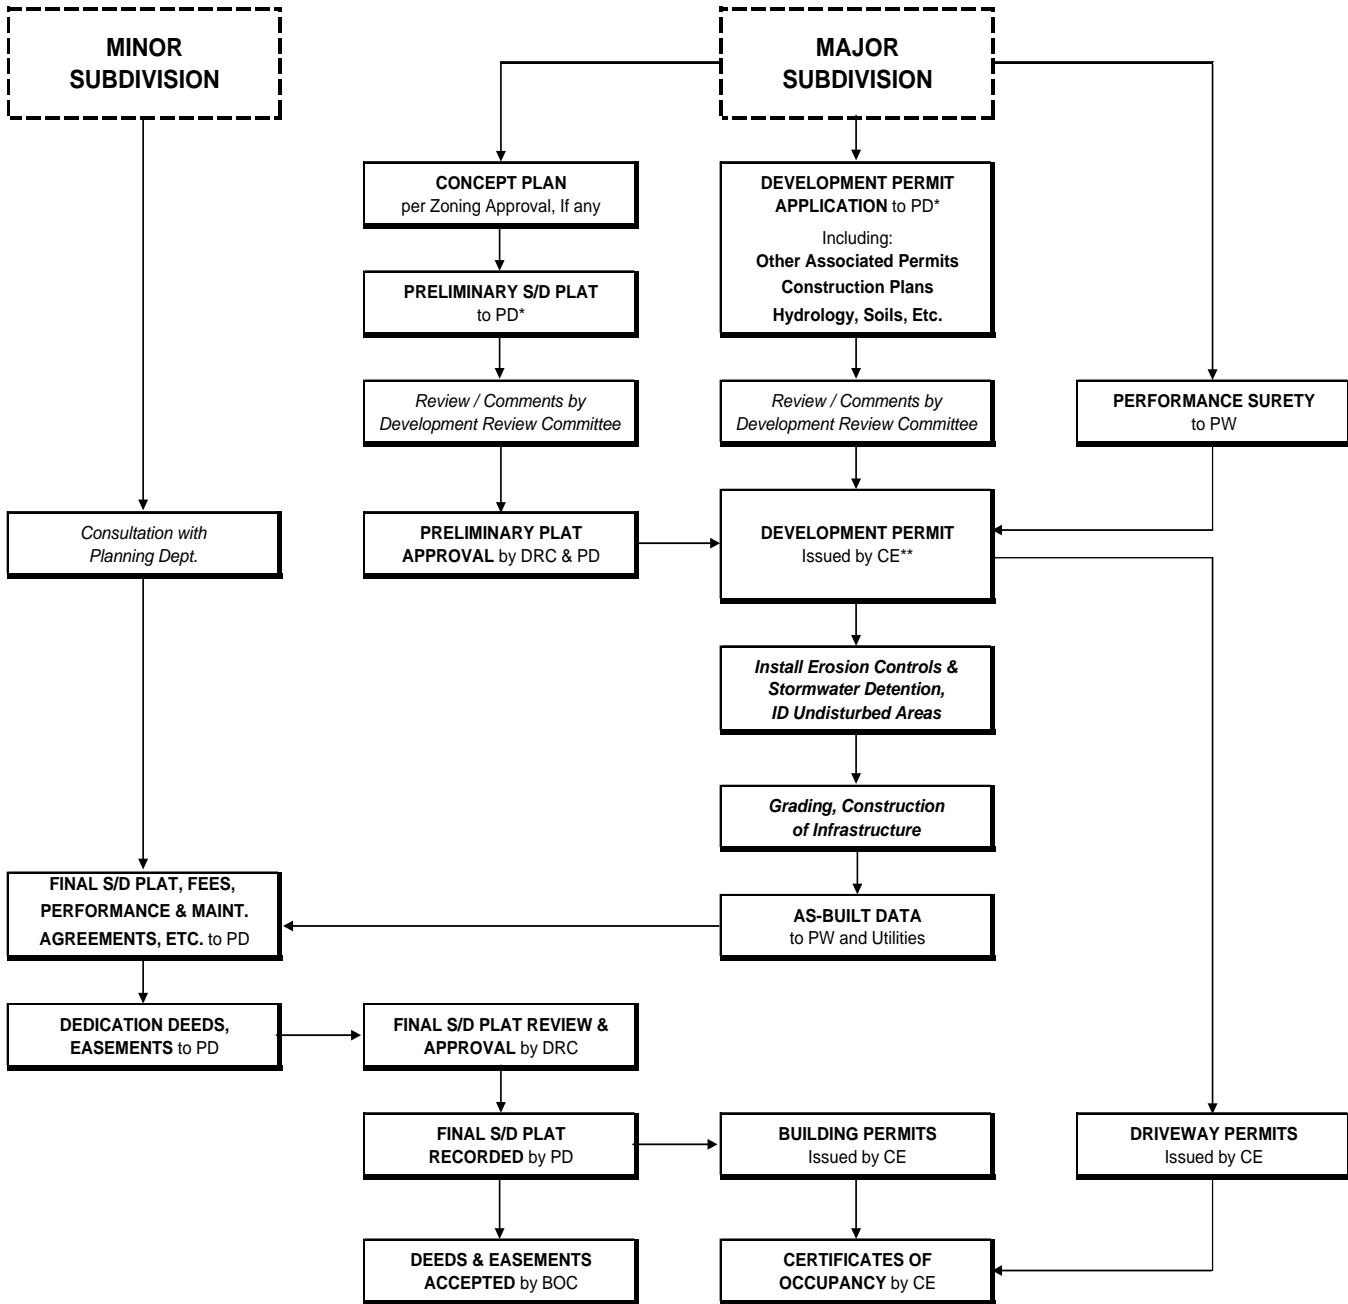 MINOR
SUBDIVISION
MAJOR
SUBDIVISION
CONCEPT PLAN
per Zoning Approval, If any
DEVELOPMENT PERMIT
APPLICATION to PD*
Including:
Other Associated Permits
Construction Plans
Hydrology, Soils, Etc.
PRELIMINARY S/D PLAT
to PD*
Review / Comments by
Development Review Committee
Review / Comments by
Development Review Committee
PERFORMANCE SURETY
to PW
Consultation with
Planning Dept.
PRELIMINARY PLAT
APPROVAL by DRC & PD
DEVELOPMENT PERMIT
Issued by CE**
Install Erosion Controls &
Stormwater Detention,
ID Undisturbed Areas
Grading, Construction
of Infrastructure
FINAL S/D PLAT, FEES,
PERFORMANCE & MAINT.
AGREEMENTS, ETC. to PD
AS-BUILT DATA
to PW and Utilities
DEDICATION DEEDS,
EASEMENTS to PD
FINAL S/D PLAT REVIEW &
APPROVAL by DRC
FINAL S/D PLAT
RECORDED by PD
BUILDING PERMITS
Issued by CE
DRIVEWAY PERMITS
Issued by CE
DEEDS & EASEMENTS
ACCEPTED by BOC
CERTIFICATES OF
OCCUPANCY by CE